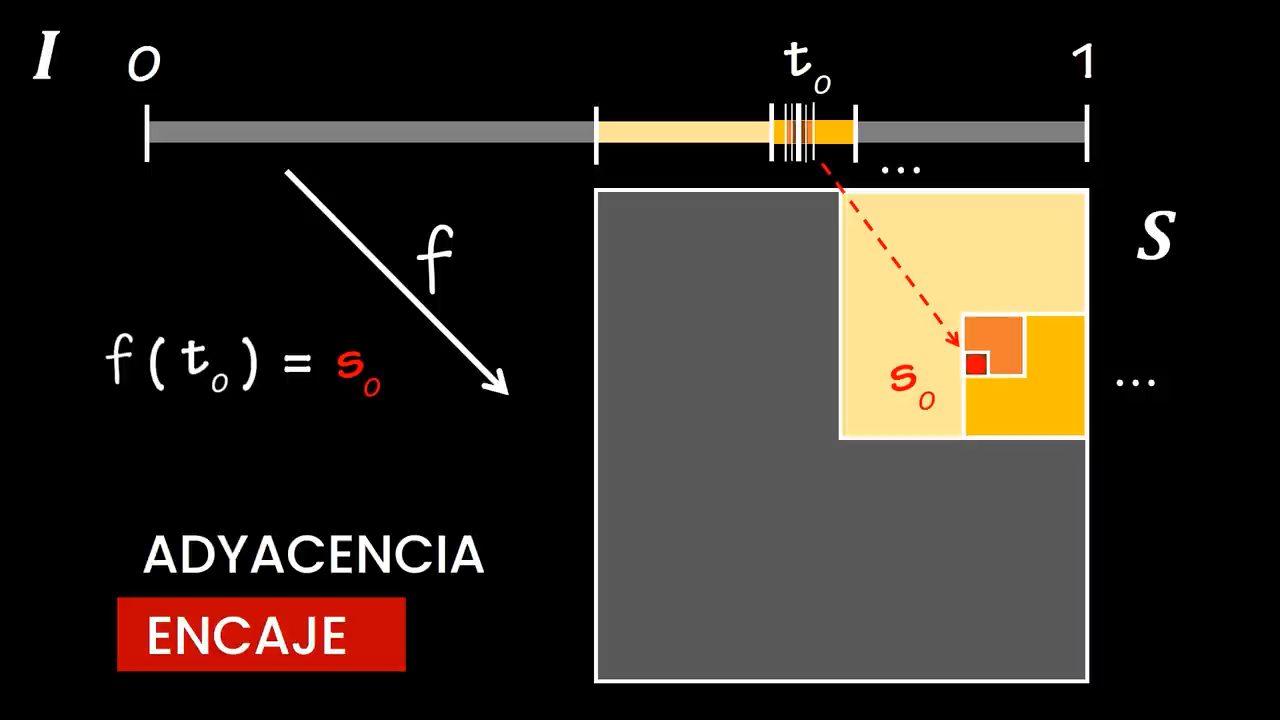 I 0 t₀ 1
...
f
S
f(t₀) = s₀
s₀
...
ADYACENCIA
ENCAJE